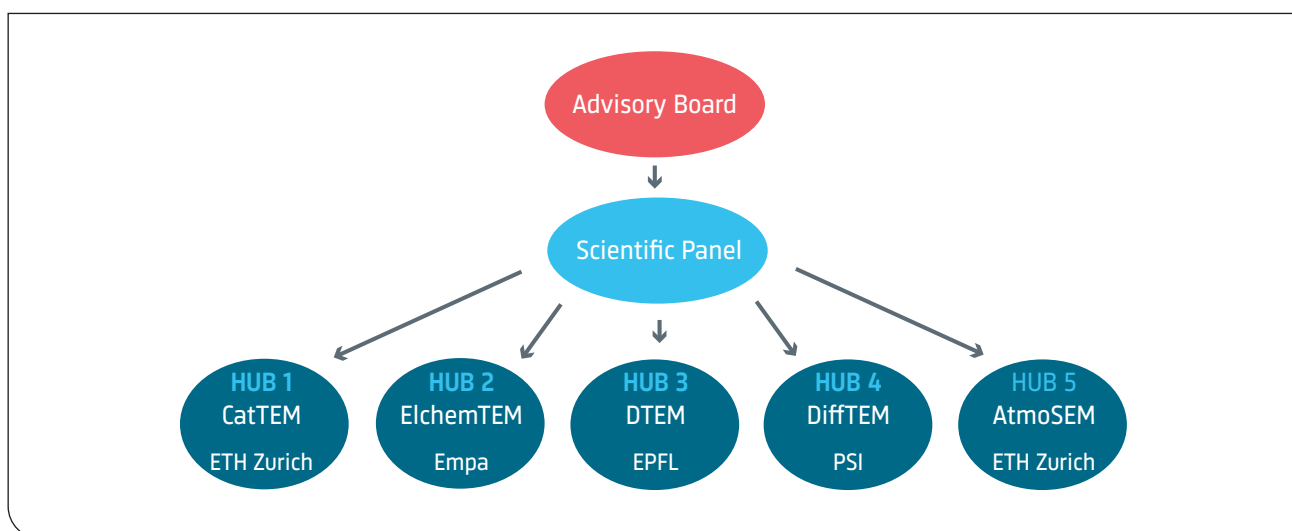 Advisory Board
Scientific Panel
HUB 1
CatTEM
ETH Zurich
HUB 2
ElchemTEM
Empa
HUB 3
DTEM
EPFL
HUB 4
DiffTEM
PSI
HUB 5
AtmoSEM
ETH Zurich